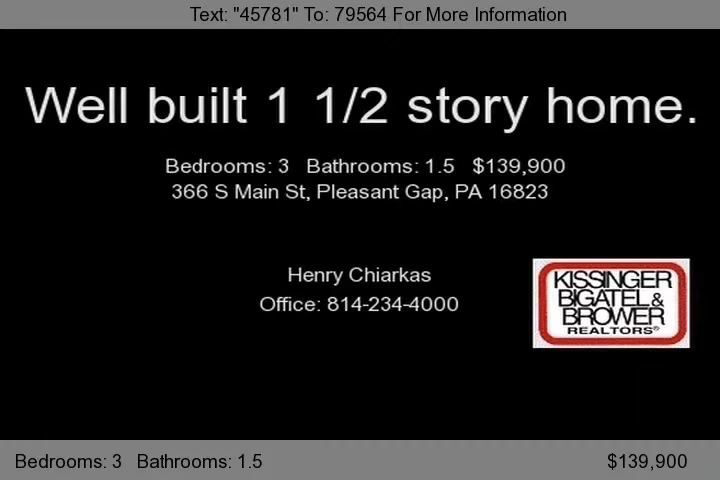 Text: "45781" To: 79564 For More Information
Well built 1 1/2 story home.
Bedrooms: 3 Bathrooms: 1.5 $139,900
366 S Main St, Pleasant Gap, PA 16823
Henry Chiarkas
Office: 814-234-4000
KISSINGER
BIGATEL &
BROWER
REALTORS®
Bedrooms: 3 Bathrooms: 1.5 $139,900